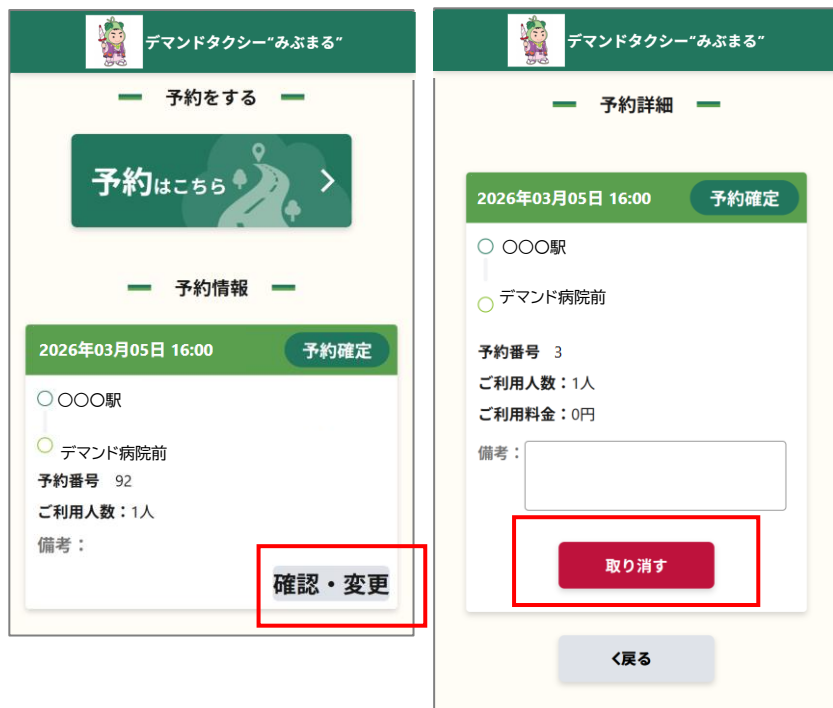 デマンドタクシー“みぶまる”
予約をする
予約はこちら
予約情報
2026年03月05日 16:00 予約確定
〇〇〇駅
デマンド病院前
予約番号 92
ご利用人数：1人
備考：
確認・変更
デマンドタクシー“みぶまる”
予約詳細
2026年03月05日 16:00 予約確定
〇〇〇駅
デマンド病院前
予約番号 3
ご利用人数：1人
ご利用料金：0円
備考：
取り消す
戻る